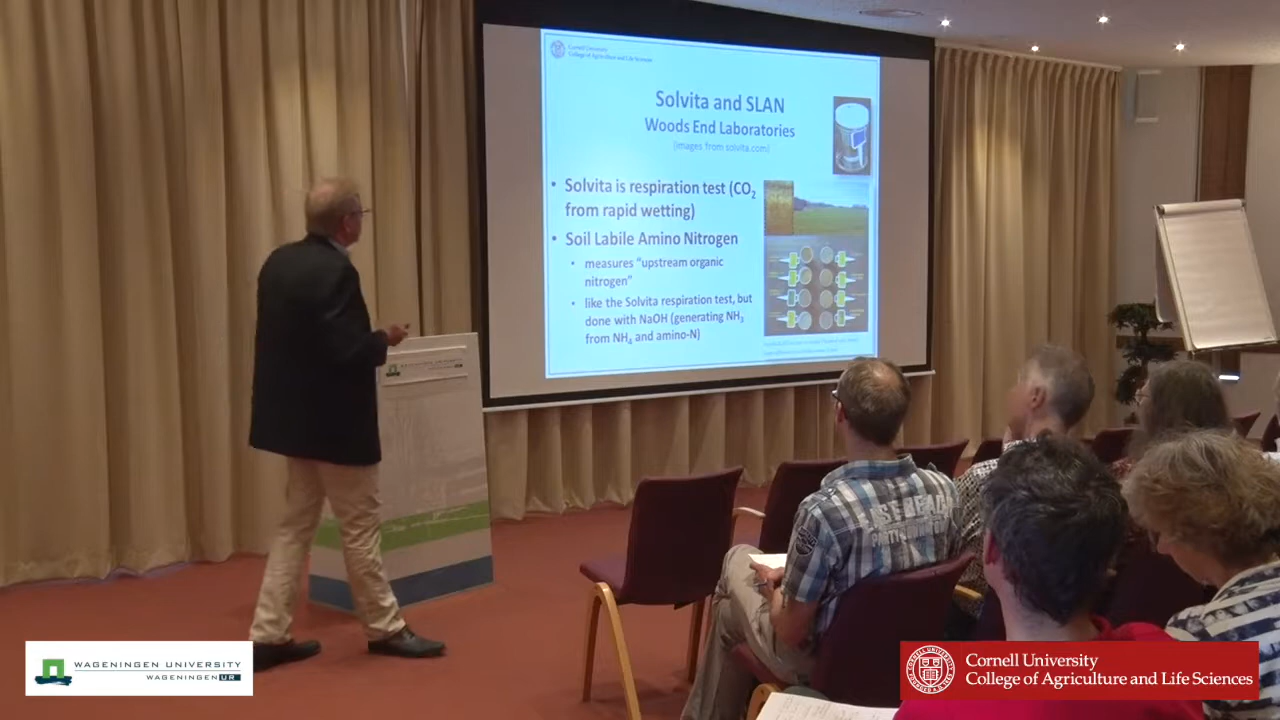 Cornell University
College of Agriculture and Life Sciences
Solvita and SLAN
Woods End Laboratories
(images from solvita.com)
• Solvita is respiration test (CO2
from rapid wetting)
• Soil Labile Amino Nitrogen
• measures “upstream organic
nitrogen”
• like the Solvita respiration test, but
done with NaOH (generating NH3
from NH4 and amino-N)
WAGENINGEN UNIVERSITY
WAGENINGEN UR
Cornell University
College of Agriculture and Life Sciences